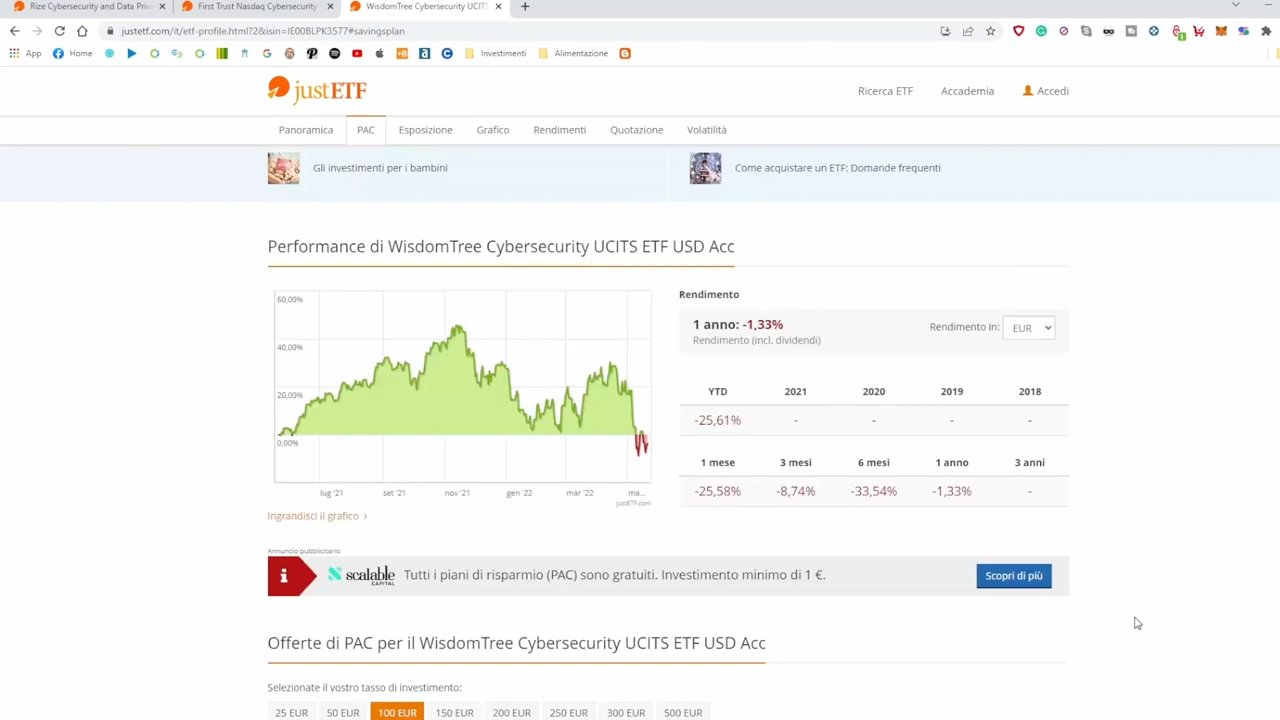 Rize Cybersecurity and Data Priva
First Trust Nasdaq Cybersecurity
WisdomTree Cybersecurity UCITS
justetf.com/it/etf-profile.html?2&isin=IE00BLPK3577#savingsplan
App
Home
Investimenti
Alimentazione
justETF
Ricerca ETF
Accademia
Accedi
Panoramica
PAC
Esposizione
Grafico
Rendimenti
Quotazione
Volatilità
Gli investimenti per i bambini
Come acquistare un ETF: Domande frequenti
Performance di WisdomTree Cybersecurity UCITS ETF USD Acc
60,00%
40,00%
20,00%
0,00%
lug '21 set '21 nov '21 gen '22 mar '22 ma...
justETF.com
Ingrandisci il grafico >
Rendimento
1 anno: -1,33%
Rendimento (incl. dividendi)
Rendimento in: EUR
YTD 2021 2020 2019 2018
-25,61% - - - -
1 mese 3 mesi 6 mesi 1 anno 3 anni
-25,58% -8,74% -33,54% -1,33% -
Annuncio pubblicitario
scalable CAPITAL Tutti i piani di risparmio (PAC) sono gratuiti. Investimento minimo di 1 €. Scopri di più
Offerte di PAC per il WisdomTree Cybersecurity UCITS ETF USD Acc
Selezionate il vostro tasso di investimento:
25 EUR 50 EUR 100 EUR 150 EUR 200 EUR 250 EUR 300 EUR 500 EUR